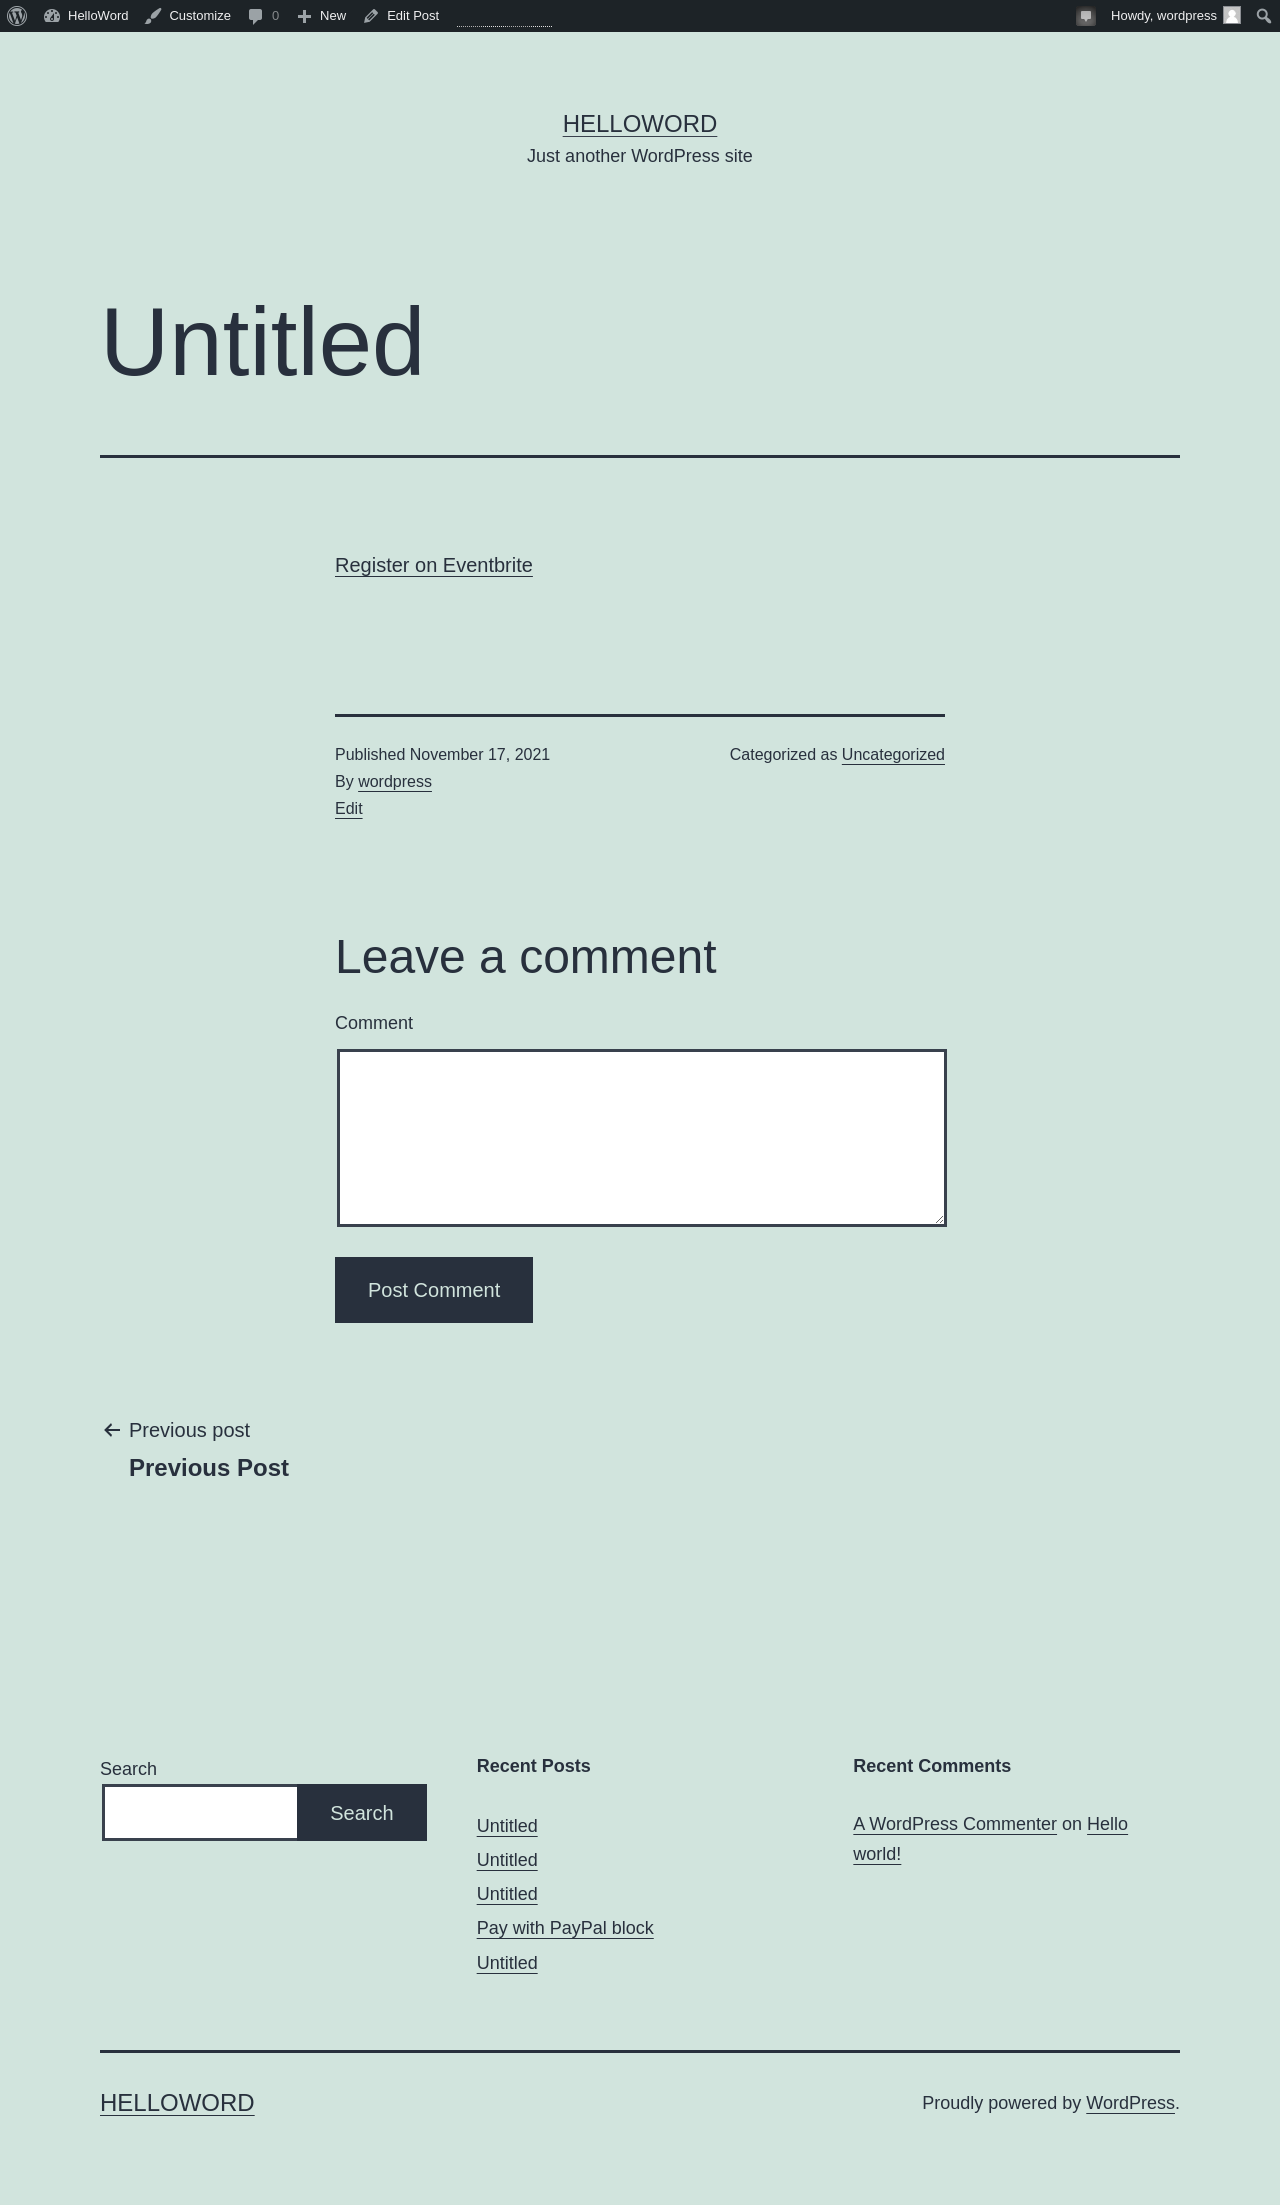 HelloWord Customize 0 New Edit Post Howdy, wordpress
HELLOWORD
Just another WordPress site
Untitled
Register on Eventbrite
Published November 17, 2021 Categorized as Uncategorized
By wordpress
Edit
Leave a comment
Comment
Post Comment
Previous post
Previous Post
Search
Search
Recent Posts
Untitled
Untitled
Untitled
Pay with PayPal block
Untitled
Recent Comments
A WordPress Commenter on Hello
world!
HELLOWORD Proudly powered by WordPress.